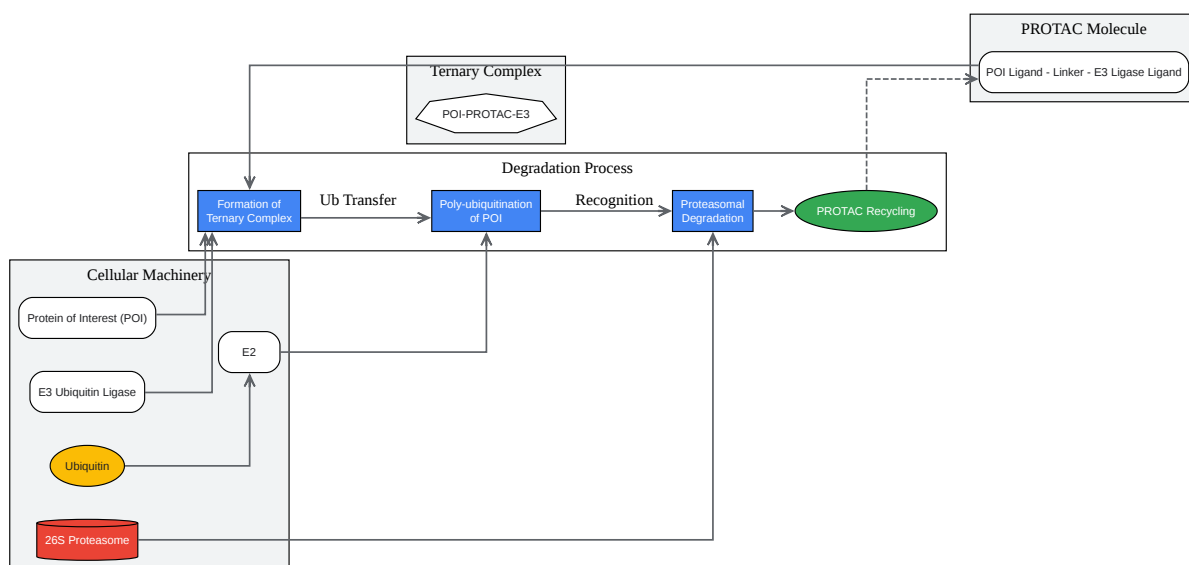 PROTAC Molecule
POI Ligand - Linker - E3 Ligase Ligand
Ternary Complex
POI-PROTAC-E3
Degradation Process
Formation of
Ternary Complex
Ub Transfer
Poly-ubiquitination
of POI
Recognition
Proteasomal
Degradation
PROTAC Recycling
Cellular Machinery
Protein of Interest (POI)
E2
E3 Ubiquitin Ligase
Ubiquitin
26S Proteasome